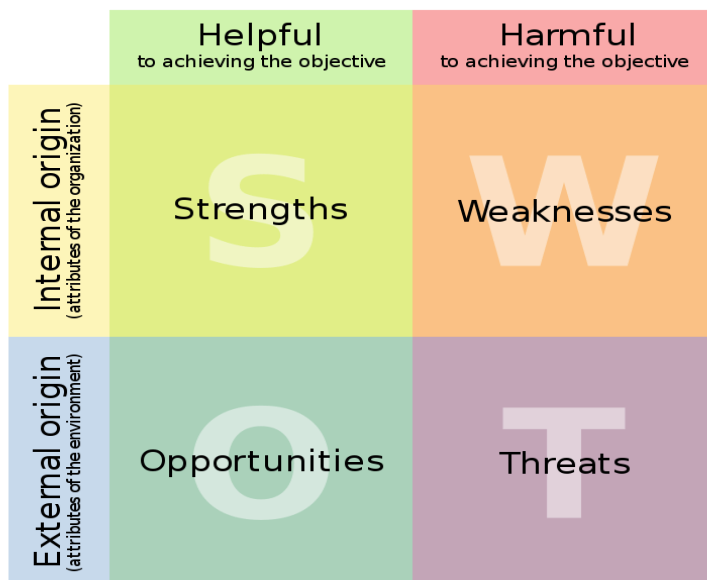 Helpful
to achieving the objective
Harmful
to achieving the objective
Internal origin
(attributes of the organization)
S
Strengths
W
Weaknesses
External origin
(attributes of the environment)
O
Opportunities
T
Threats